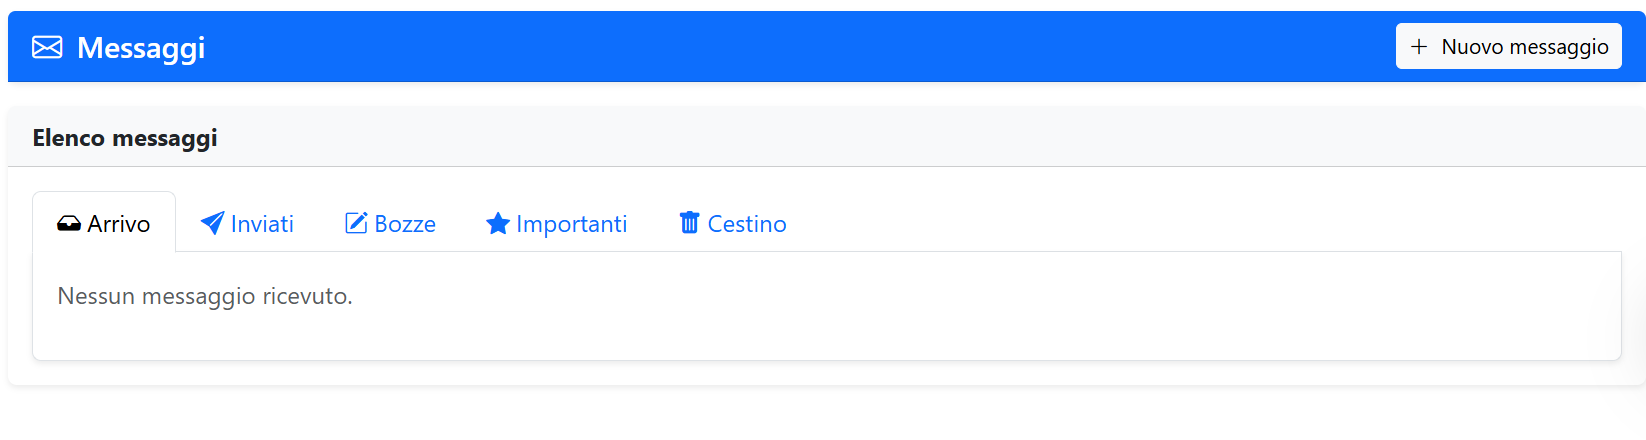 Messaggi
+ Nuovo messaggio
Elenco messaggi
Arrivo Inviati Bozze Importanti Cestino
Nessun messaggio ricevuto.